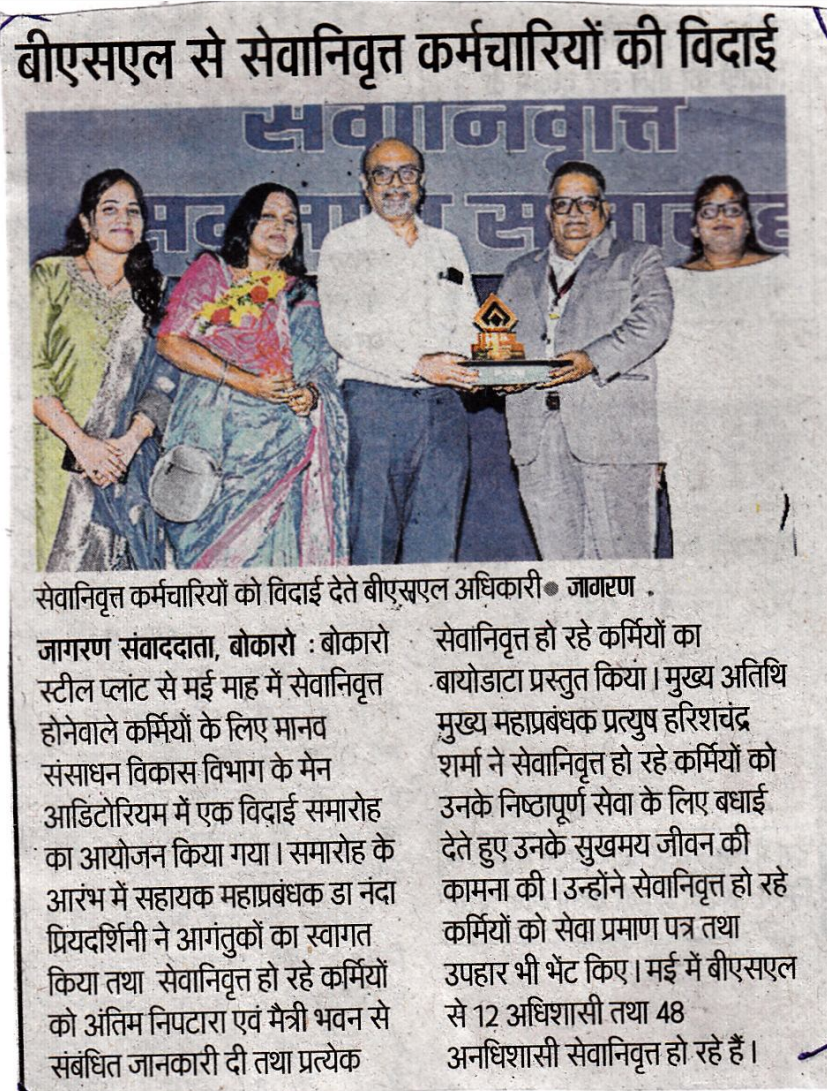 बीएसएल से सेवानिवृत्त कर्मचारियों की विदाई
सेवानिवृत्त
सेवानिवृत्त कर्मचारियों को विदाई देते बीएसएल अधिकारी● जागरण .
जागरण संवाददाता, बोकारो : बोकारो
स्टील प्लांट से मई माह में सेवानिवृत्त
होनेवाले कर्मियों के लिए मानव
संसाधन विकास विभाग के मेन
आडिटोरियम में एक विदाई समारोह
का आयोजन किया गया। समारोह के
आरंभ में सहायक महाप्रबंधक डा नंदा
प्रियदर्शिनी ने आगंतुकों का स्वागत
किया तथा सेवानिवृत्त हो रहे कर्मियों
को अंतिम निपटारा एवं मैत्री भवन से
संबंधित जानकारी दी तथा प्रत्येक
सेवानिवृत्त हो रहे कर्मियों का
बायोडाटा प्रस्तुत किया। मुख्य अतिथि
मुख्य महाप्रबंधक प्रत्युष हरिशचंद्र
शर्मा ने सेवानिवृत्त हो रहे कर्मियों को
उनके निष्ठापूर्ण सेवा के लिए बधाई
देते हुए उनके सुखमय जीवन की
कामना की। उन्होंने सेवानिवृत्त हो रहे
कर्मियों को सेवा प्रमाण पत्र तथा
उपहार भी भेंट किए। मई में बीएसएल
से 12 अधिशासी तथा 48
अनधिशासी सेवानिवृत्त हो रहे हैं।